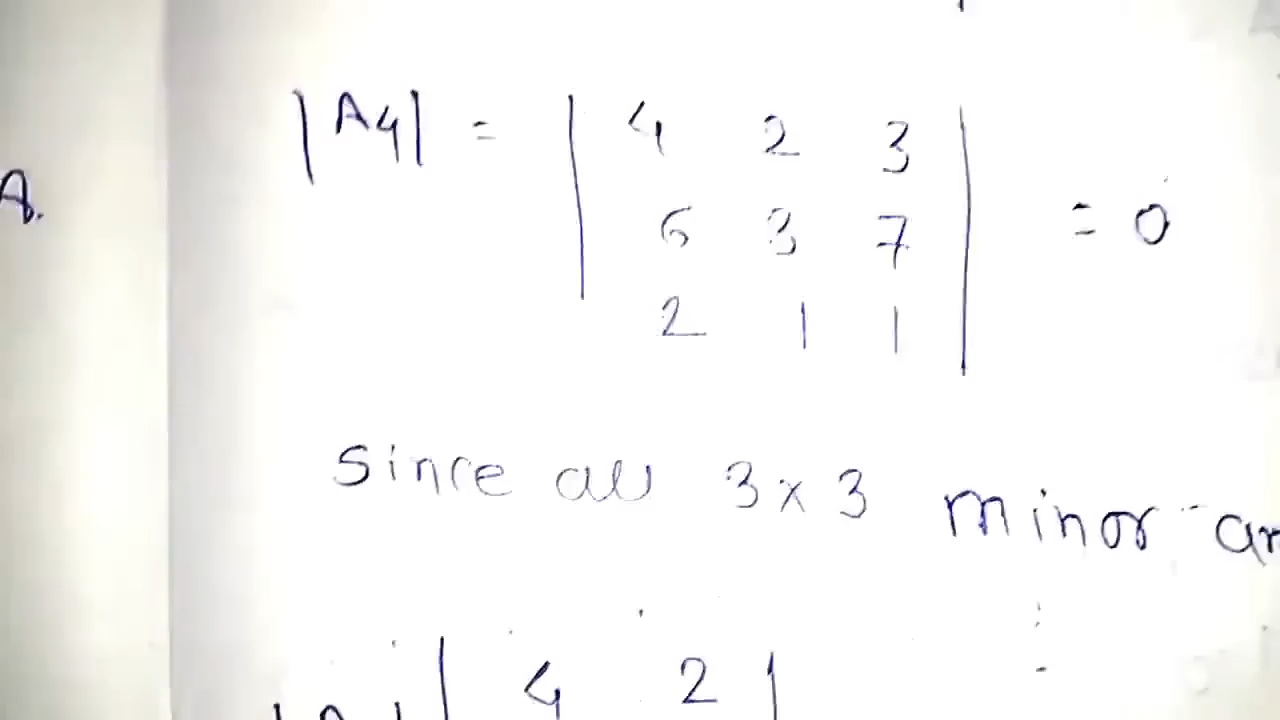 A.
|A4| = | 4 2 3 |
6 3 7 = 0
2 1 1
since all 3x3 minor
| 4 2 |